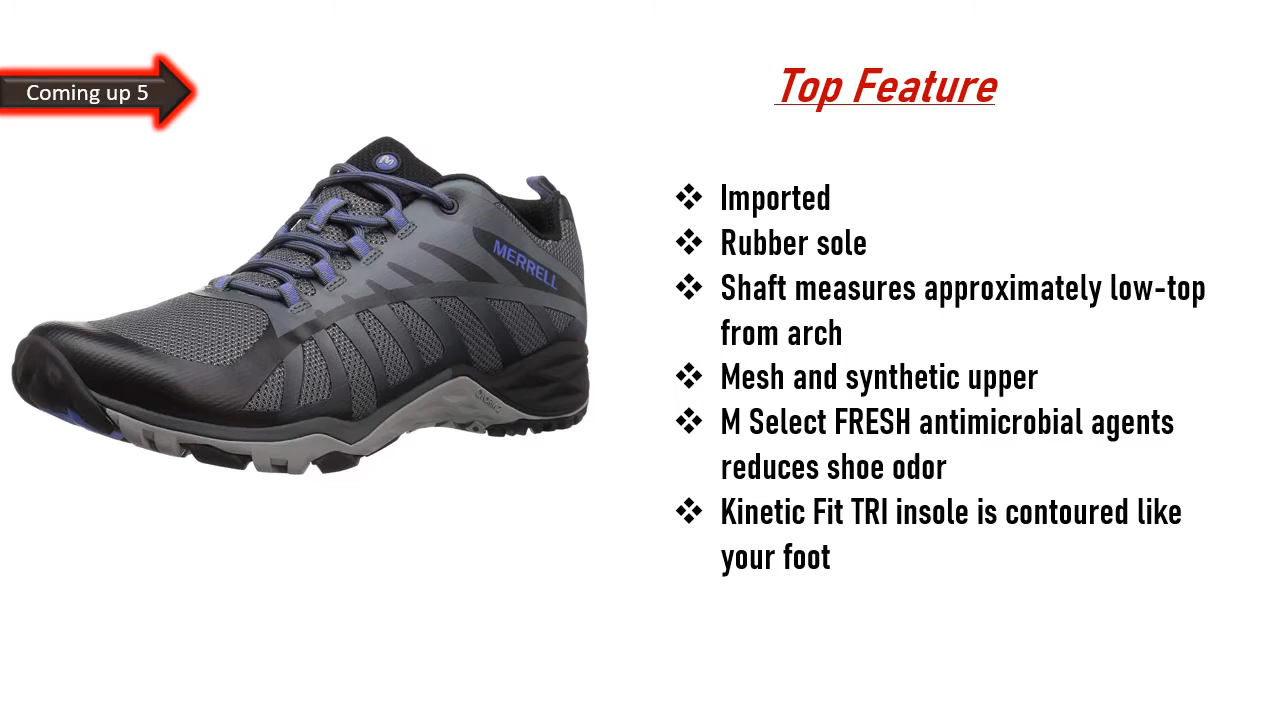 Coming up 5
Top Feature
M
MERRELL
❖ Imported
❖ Rubber sole
❖ Shaft measures approximately low-top
from arch
❖ Mesh and synthetic upper
❖ M Select FRESH antimicrobial agents
reduces shoe odor
❖ Kinetic Fit TRI insole is contoured like
your foot